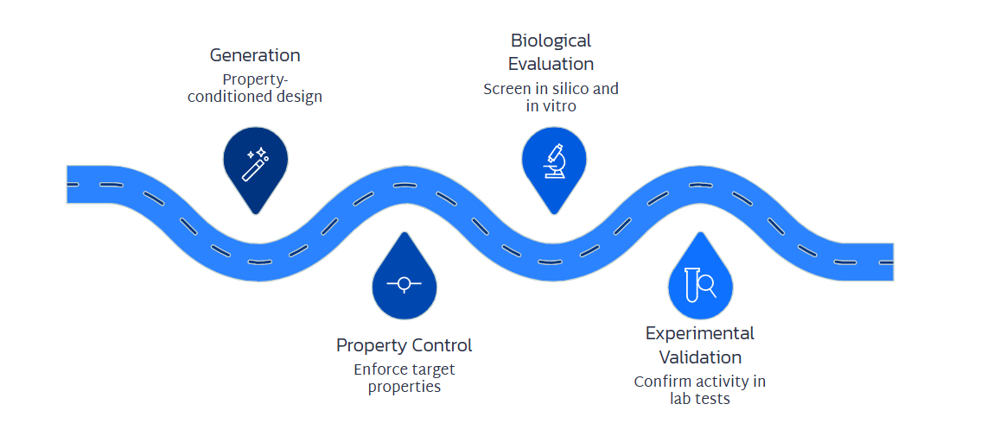 Generation
Property-
conditioned design
Biological
Evaluation
Screen in silico and
in vitro
Property Control
Enforce target
properties
Experimental
Validation
Confirm activity in
lab tests